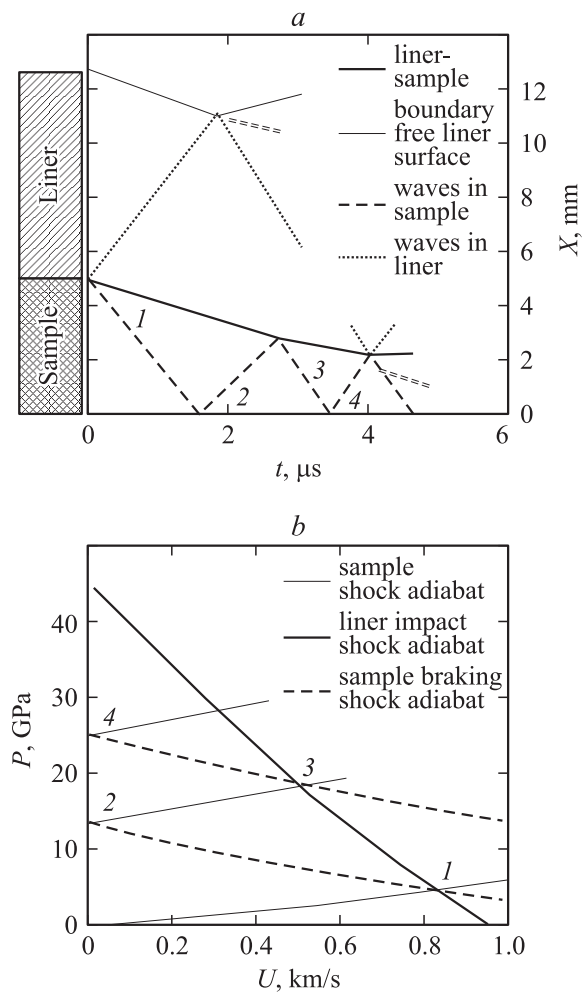 a
liner-
sample
boundary
free liner
surface
waves in
sample
waves in
liner
Liner
Sample
12
10
8
6
4
2
0
X, mm
1
2
3
4
0
2
4
6
t, μs
b
sample
shock adiabat
liner impact
shock adiabat
sample braking
shock adiabat
40
30
20
10
0
P, GPa
4
2
3
1
0
0.2
0.4
0.6
0.8
1.0
U, km/s